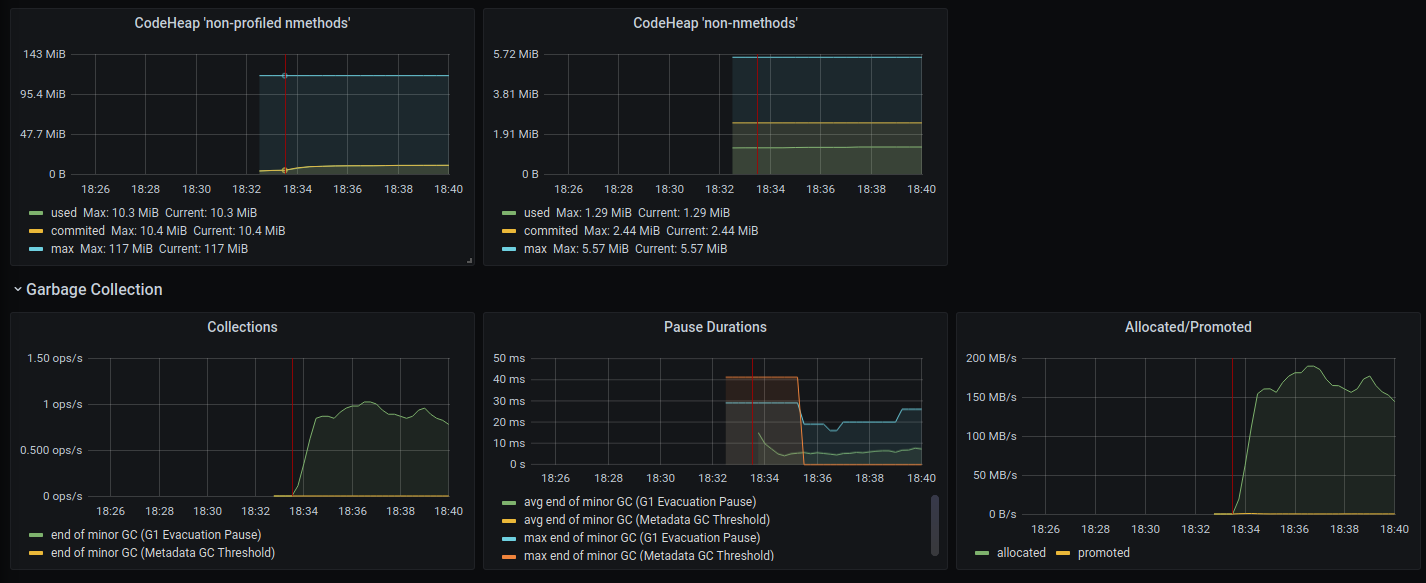 CodeHeap 'non-profiled nmethods'
143 MiB
95.4 MiB
47.7 MiB
0 B
18:26 18:28 18:30 18:32 18:34 18:36 18:38 18:40
used Max: 10.3 MiB Current: 10.3 MiB
commited Max: 10.4 MiB Current: 10.4 MiB
max Max: 117 MiB Current: 117 MiB
CodeHeap 'non-nmethods'
5.72 MiB
3.81 MiB
1.91 MiB
0 B
18:26 18:28 18:30 18:32 18:34 18:36 18:38 18:40
used Max: 1.29 MiB Current: 1.29 MiB
commited Max: 2.44 MiB Current: 2.44 MiB
max Max: 5.57 MiB Current: 5.57 MiB
Garbage Collection
Collections
1.50 ops/s
1 ops/s
0.500 ops/s
0 ops/s
18:26 18:28 18:30 18:32 18:34 18:36 18:38 18:40
end of minor GC (G1 Evacuation Pause)
end of minor GC (Metadata GC Threshold)
Pause Durations
50 ms
40 ms
30 ms
20 ms
10 ms
0 s
18:26 18:28 18:30 18:32 18:34 18:36 18:38 18:40
avg end of minor GC (G1 Evacuation Pause)
avg end of minor GC (Metadata GC Threshold)
max end of minor GC (G1 Evacuation Pause)
max end of minor GC (Metadata GC Threshold)
Allocated/Promoted
200 MB/s
150 MB/s
100 MB/s
50 MB/s
0 B/s
18:26 18:28 18:30 18:32 18:34 18:36 18:38 18:40
allocated promoted